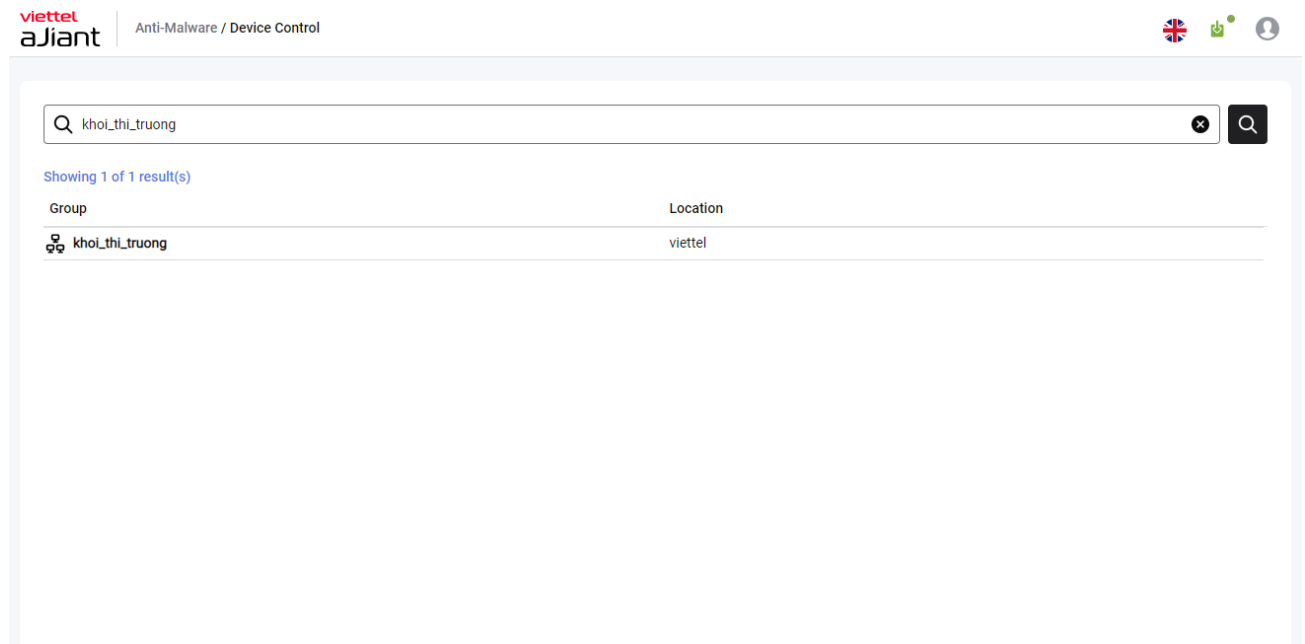 viettel
aJiant
Anti-Malware / Device Control
khoi_thi_truong
Showing 1 of 1 result(s)
Group Location
khoi_thi_truong viettel